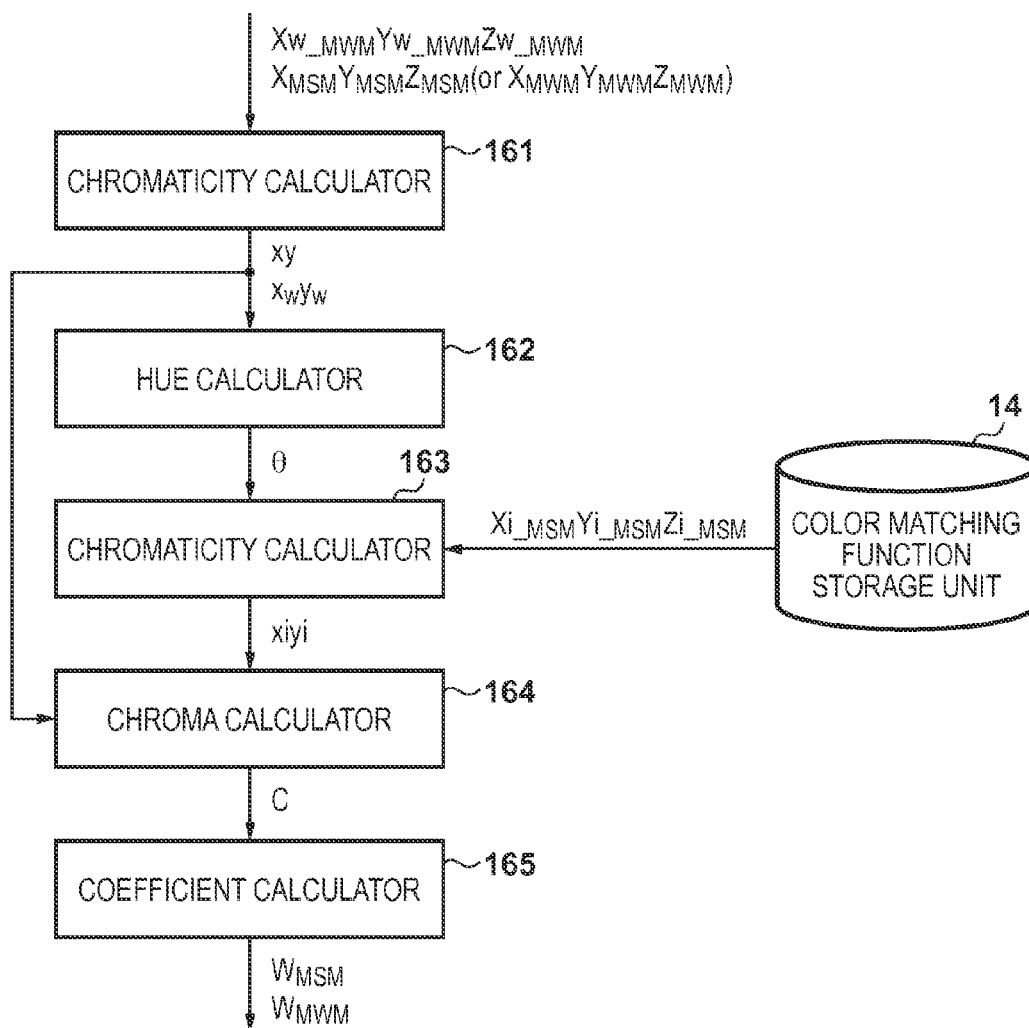 Xw_MWMYw_MWMZw_MWM
XMSMYMSMZMSM(or XMWMYMWMZMWM)
161
CHROMATICITY CALCULATOR
xy
xwyw
162
HUE CALCULATOR
θ
163
14
CHROMATICITY CALCULATOR
Xi_MSMYi_MSMZi_MSM
COLOR MATCHING
FUNCTION
STORAGE UNIT
xiyi
164
CHROMA CALCULATOR
C
165
COEFFICIENT CALCULATOR
WMSM
WMWM